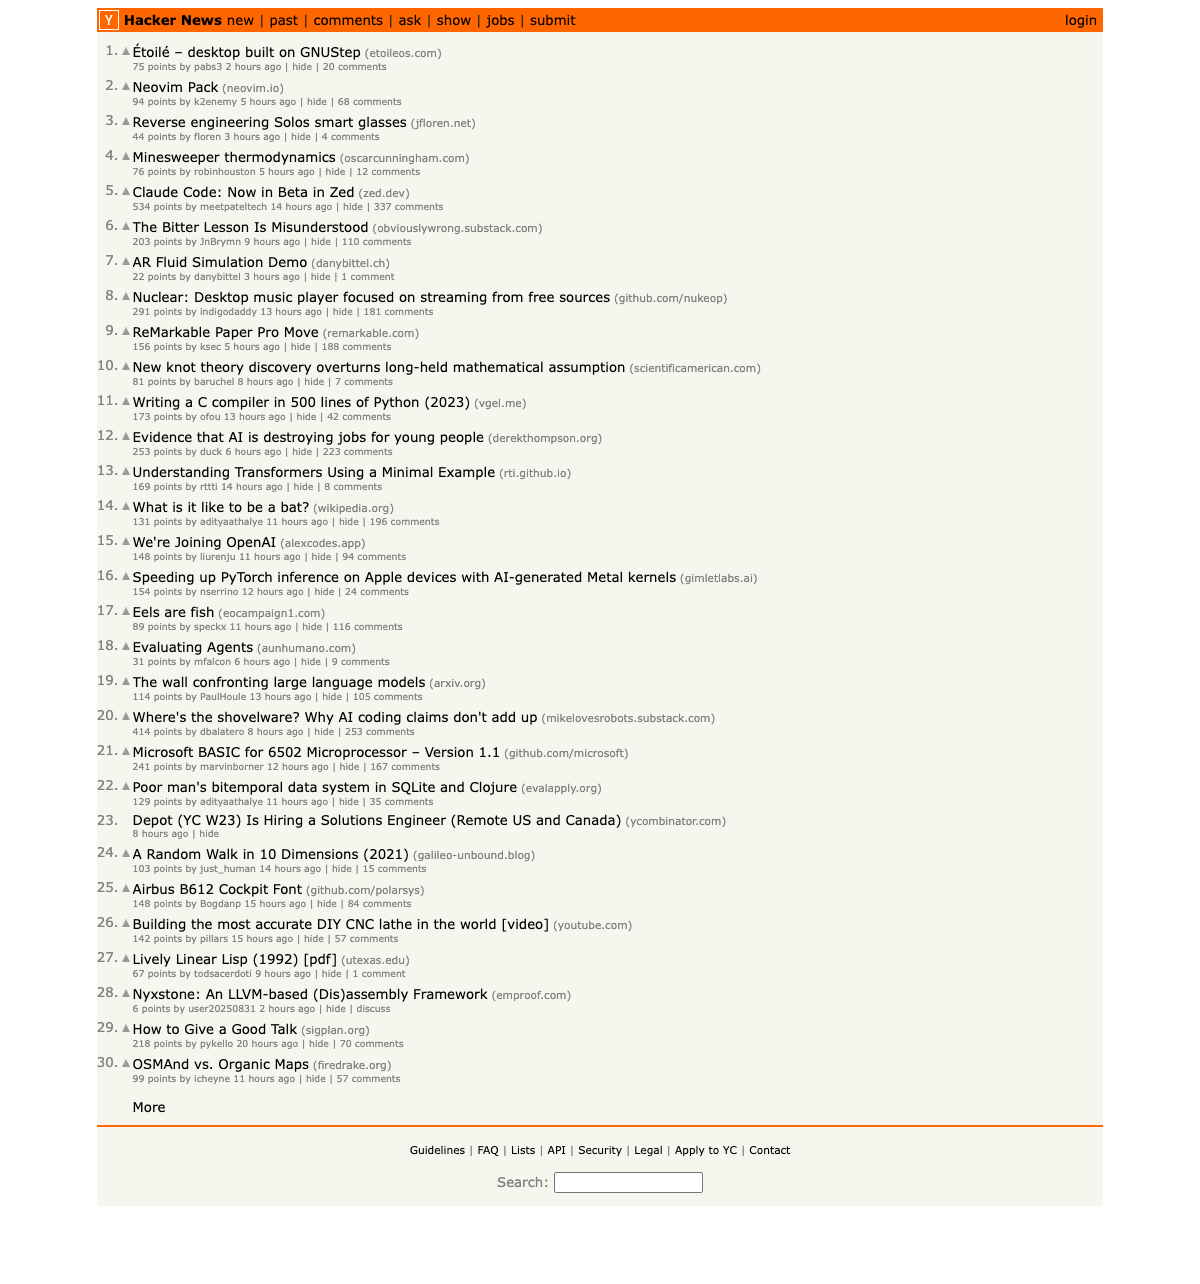 Y Hacker News new | past | comments | ask | show | jobs | submit login
1. ▲ Étoilé – desktop built on GNUStep (etoileos.com)
75 points by pabs3 2 hours ago | hide | 20 comments
2. ▲ Neovim Pack (neovim.io)
94 points by k2enemy 5 hours ago | hide | 68 comments
3. ▲ Reverse engineering Solos smart glasses (jfloren.net)
44 points by floren 3 hours ago | hide | 4 comments
4. ▲ Minesweeper thermodynamics (oscarcunningham.com)
76 points by robinhouston 5 hours ago | hide | 12 comments
5. ▲ Claude Code: Now in Beta in Zed (zed.dev)
534 points by meetpateltech 14 hours ago | hide | 337 comments
6. ▲ The Bitter Lesson Is Misunderstood (obviouslywrong.substack.com)
203 points by JnBrymn 9 hours ago | hide | 110 comments
7. ▲ AR Fluid Simulation Demo (danybittel.ch)
22 points by danybittel 3 hours ago | hide | 1 comment
8. ▲ Nuclear: Desktop music player focused on streaming from free sources (github.com/nukeop)
291 points by indigodaddy 13 hours ago | hide | 181 comments
9. ▲ ReMarkable Paper Pro Move (remarkable.com)
156 points by ksec 5 hours ago | hide | 188 comments
10. ▲ New knot theory discovery overturns long-held mathematical assumption (scientificamerican.com)
81 points by baruchel 8 hours ago | hide | 7 comments
11. ▲ Writing a C compiler in 500 lines of Python (2023) (vgel.me)
173 points by ofou 13 hours ago | hide | 42 comments
12. ▲ Evidence that AI is destroying jobs for young people (derekthompson.org)
253 points by duck 6 hours ago | hide | 223 comments
13. ▲ Understanding Transformers Using a Minimal Example (rti.github.io)
169 points by rttti 14 hours ago | hide | 8 comments
14. ▲ What is it like to be a bat? (wikipedia.org)
131 points by adityaathalye 11 hours ago | hide | 196 comments
15. ▲ We're Joining OpenAI (alexcodes.app)
148 points by liurenju 11 hours ago | hide | 94 comments
16. ▲ Speeding up PyTorch inference on Apple devices with AI-generated Metal kernels (gimletlabs.ai)
154 points by nserrino 12 hours ago | hide | 24 comments
17. ▲ Eels are fish (eocampaign1.com)
89 points by speckx 11 hours ago | hide | 116 comments
18. ▲ Evaluating Agents (aunhumano.com)
31 points by mfalcon 6 hours ago | hide | 9 comments
19. ▲ The wall confronting large language models (arxiv.org)
114 points by PaulHoule 13 hours ago | hide | 105 comments
20. ▲ Where's the shovelware? Why AI coding claims don't add up (mikelovesrobots.substack.com)
414 points by dbalatero 8 hours ago | hide | 253 comments
21. ▲ Microsoft BASIC for 6502 Microprocessor – Version 1.1 (github.com/microsoft)
241 points by marvinborner 12 hours ago | hide | 167 comments
22. ▲ Poor man's bitemporal data system in SQLite and Clojure (evalapply.org)
129 points by adityaathalye 11 hours ago | hide | 35 comments
23. Depot (YC W23) Is Hiring a Solutions Engineer (Remote US and Canada) (ycombinator.com)
8 hours ago | hide
24. ▲ A Random Walk in 10 Dimensions (2021) (galileo-unbound.blog)
103 points by just_human 14 hours ago | hide | 15 comments
25. ▲ Airbus B612 Cockpit Font (github.com/polarsys)
148 points by Bogdanp 15 hours ago | hide | 84 comments
26. ▲ Building the most accurate DIY CNC lathe in the world [video] (youtube.com)
142 points by pillars 15 hours ago | hide | 57 comments
27. ▲ Lively Linear Lisp (1992) [pdf] (utexas.edu)
67 points by todsacerdoti 9 hours ago | hide | 1 comment
28. ▲ Nyxstone: An LLVM-based (Dis)assembly Framework (emproof.com)
6 points by user20250831 2 hours ago | hide | discuss
29. ▲ How to Give a Good Talk (sigplan.org)
218 points by pykello 20 hours ago | hide | 70 comments
30. ▲ OSMAnd vs. Organic Maps (firedrake.org)
99 points by icheyne 11 hours ago | hide | 57 comments
More
Guidelines | FAQ | Lists | API | Security | Legal | Apply to YC | Contact
Search: